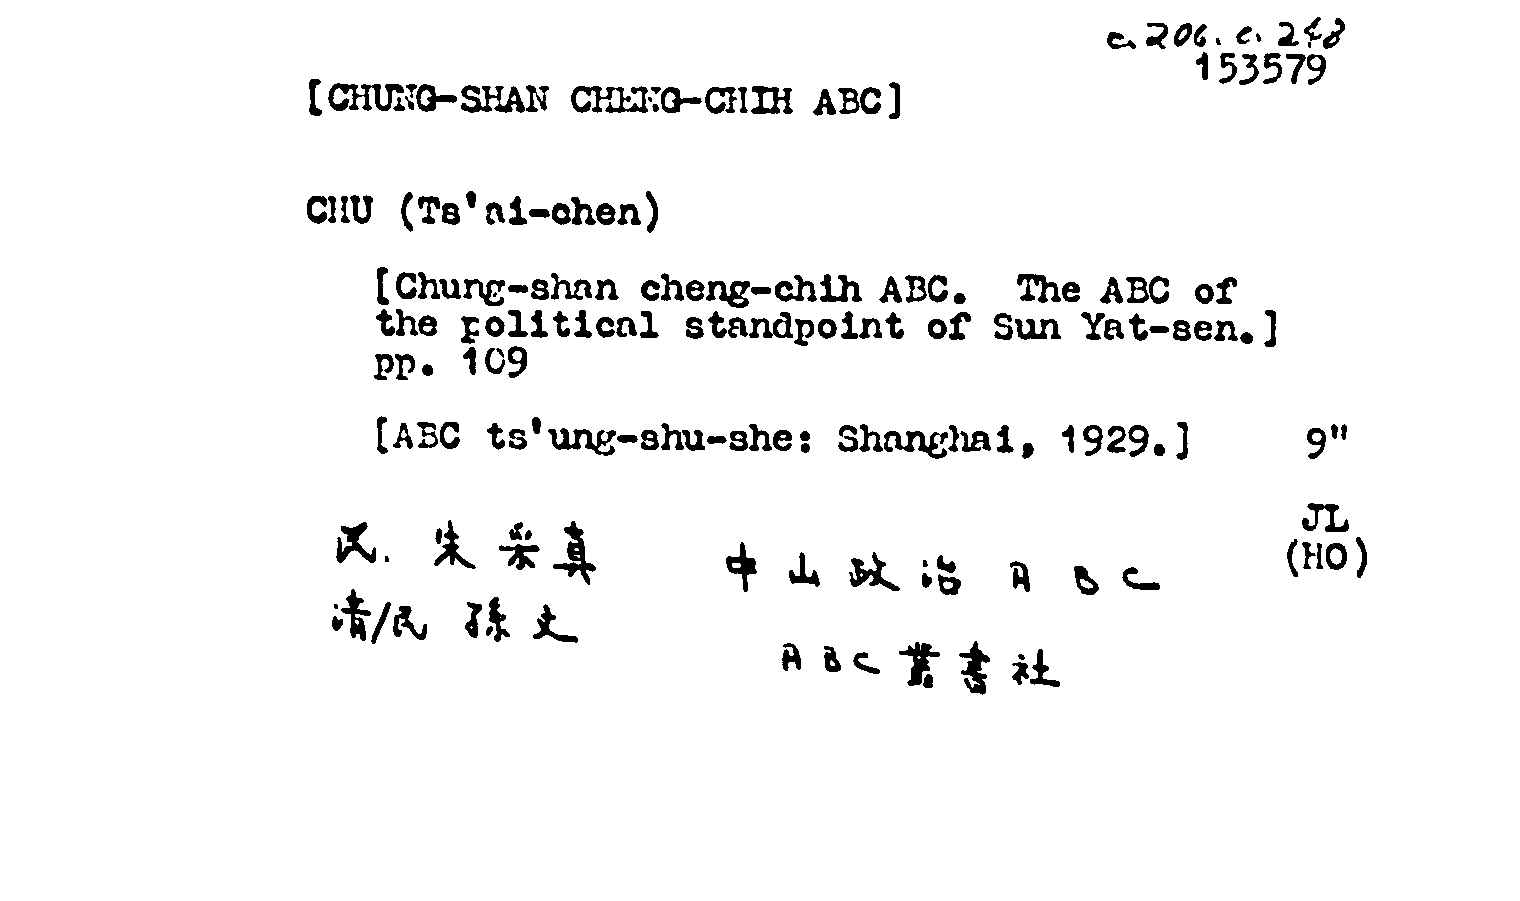 c. 206. c. 248
153579
[CHUNG-SHAN CHENG-CHIH ABC]
CHU (Ts'ai-chen)
[Chung-shan cheng-chih ABC. The ABC of
the political standpoint of Sun Yat-sen.]
pp. 109
[ABC ts'ung-shu-she: Shanghai, 1929.] 9"
JL
(HO)
民. 朱采真 中山政治ABC
清/民 孫文
ABC叢書社